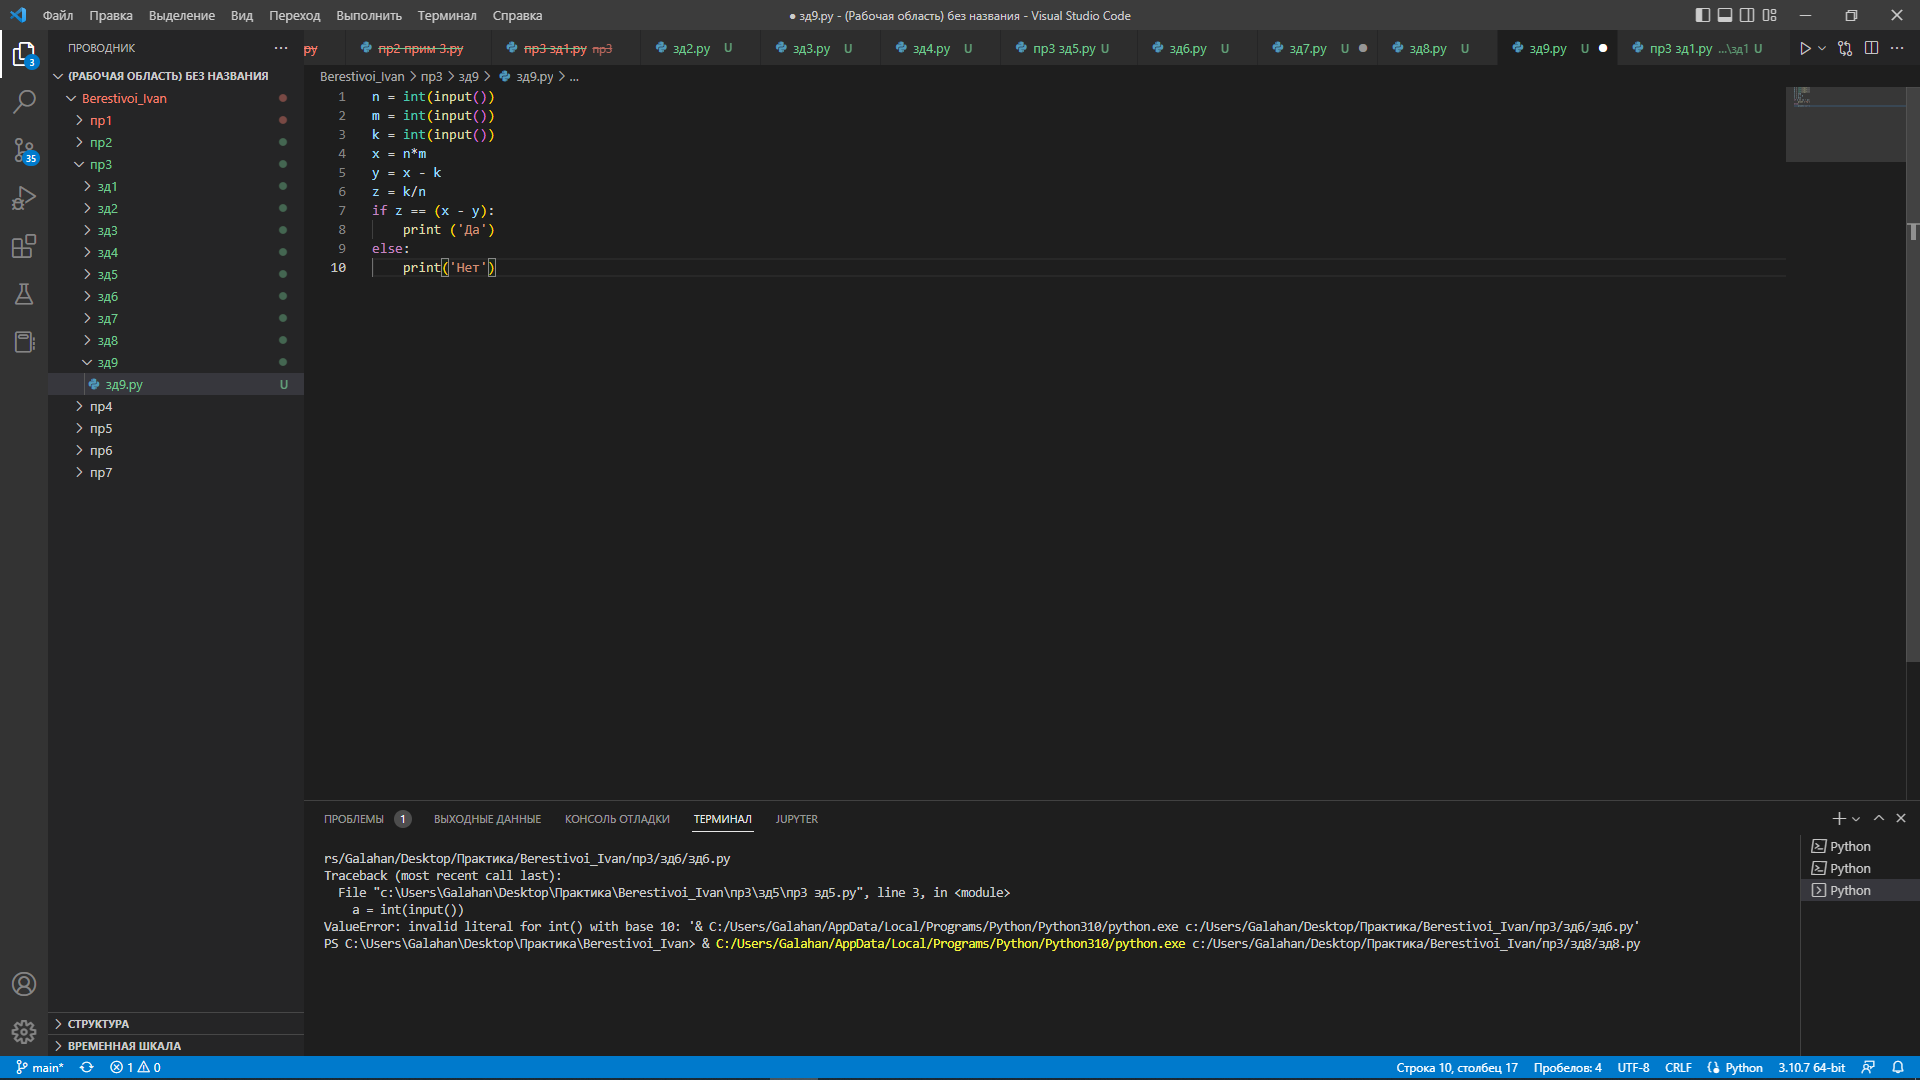 Файл Правка Выделение Вид Переход Выполнить Терминал Справка
● зд9.py - (Рабочая область) без названия - Visual Studio Code
ПРОВОДНИК
ру пр2 прим 3.py пр3 зд1.py пр3 зд2.py U зд3.py U зд4.py U пр3 зд5.py U зд6.py U зд7.py U зд8.py U зд9.py U пр3 зд1.py ...\зд1 U
3
(РАБОЧАЯ ОБЛАСТЬ) БЕЗ НАЗВАНИЯ
Berestivoi_Ivan
пр1
пр2
пр3
зд1
зд2
зд3
зд4
зд5
зд6
зд7
зд8
зд9
зд9.py U
пр4
пр5
пр6
пр7
35
СТРУКТУРА
ВРЕМЕННАЯ ШКАЛА
Berestivoi_Ivan > пр3 > зд9 > зд9.py > ...
1 n = int(input())
2 m = int(input())
3 k = int(input())
4 x = n*m
5 y = x - k
6 z = k/n
7 if z == (x - y):
8 print ('Да')
9 else:
10 print('Нет')
ПРОБЛЕМЫ 1 ВЫХОДНЫЕ ДАННЫЕ КОНСОЛЬ ОТЛАДКИ ТЕРМИНАЛ JUPYTER
rs/Galahan/Desktop/Практика/Berestivoi_Ivan/пр3/зд6/зд6.py
Traceback (most recent call last):
File "c:\Users\Galahan\Desktop\Практика\Berestivoi_Ivan\пр3\зд5\пр3 зд5.py", line 3, in <module>
a = int(input())
ValueError: invalid literal for int() with base 10: '& C:/Users/Galahan/AppData/Local/Programs/Python/Python310/python.exe c:/Users/Galahan/Desktop/Практика/Berestivoi_Ivan/пр3/зд6/зд6.py'
PS C:\Users\Galahan\Desktop\Практика\Berestivoi_Ivan> & C:/Users/Galahan/AppData/Local/Programs/Python/Python310/python.exe c:/Users/Galahan/Desktop/Практика/Berestivoi_Ivan/пр3/зд8/зд8.py
Python
Python
Python
main* 1 0
Строка 10, столбец 17 Пробелов: 4 UTF-8 CRLF Python 3.10.7 64-bit